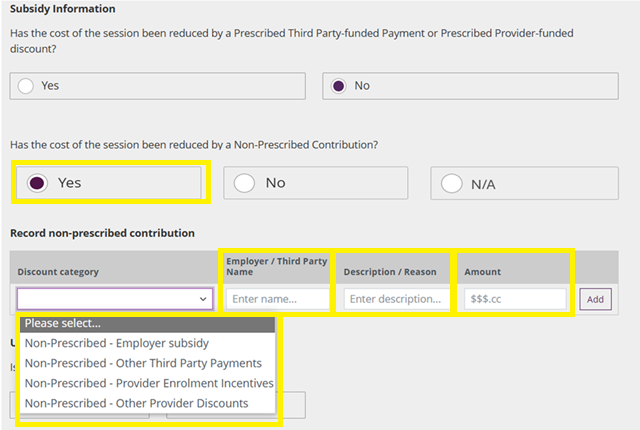 Subsidy Information
Has the cost of the session been reduced by a Prescribed Third Party-funded Payment or Prescribed Provider-funded
discount?
Yes
No
Has the cost of the session been reduced by a Non-Prescribed Contribution?
Yes
No
N/A
Record non-prescribed contribution
Discount category
Employer / Third Party
Name
Description / Reason
Amount
Enter name...
Enter description...
$$$.cc
Add
Please select...
Non-Prescribed - Employer subsidy
Non-Prescribed - Other Third Party Payments
Non-Prescribed - Provider Enrolment Incentives
Non-Prescribed - Other Provider Discounts